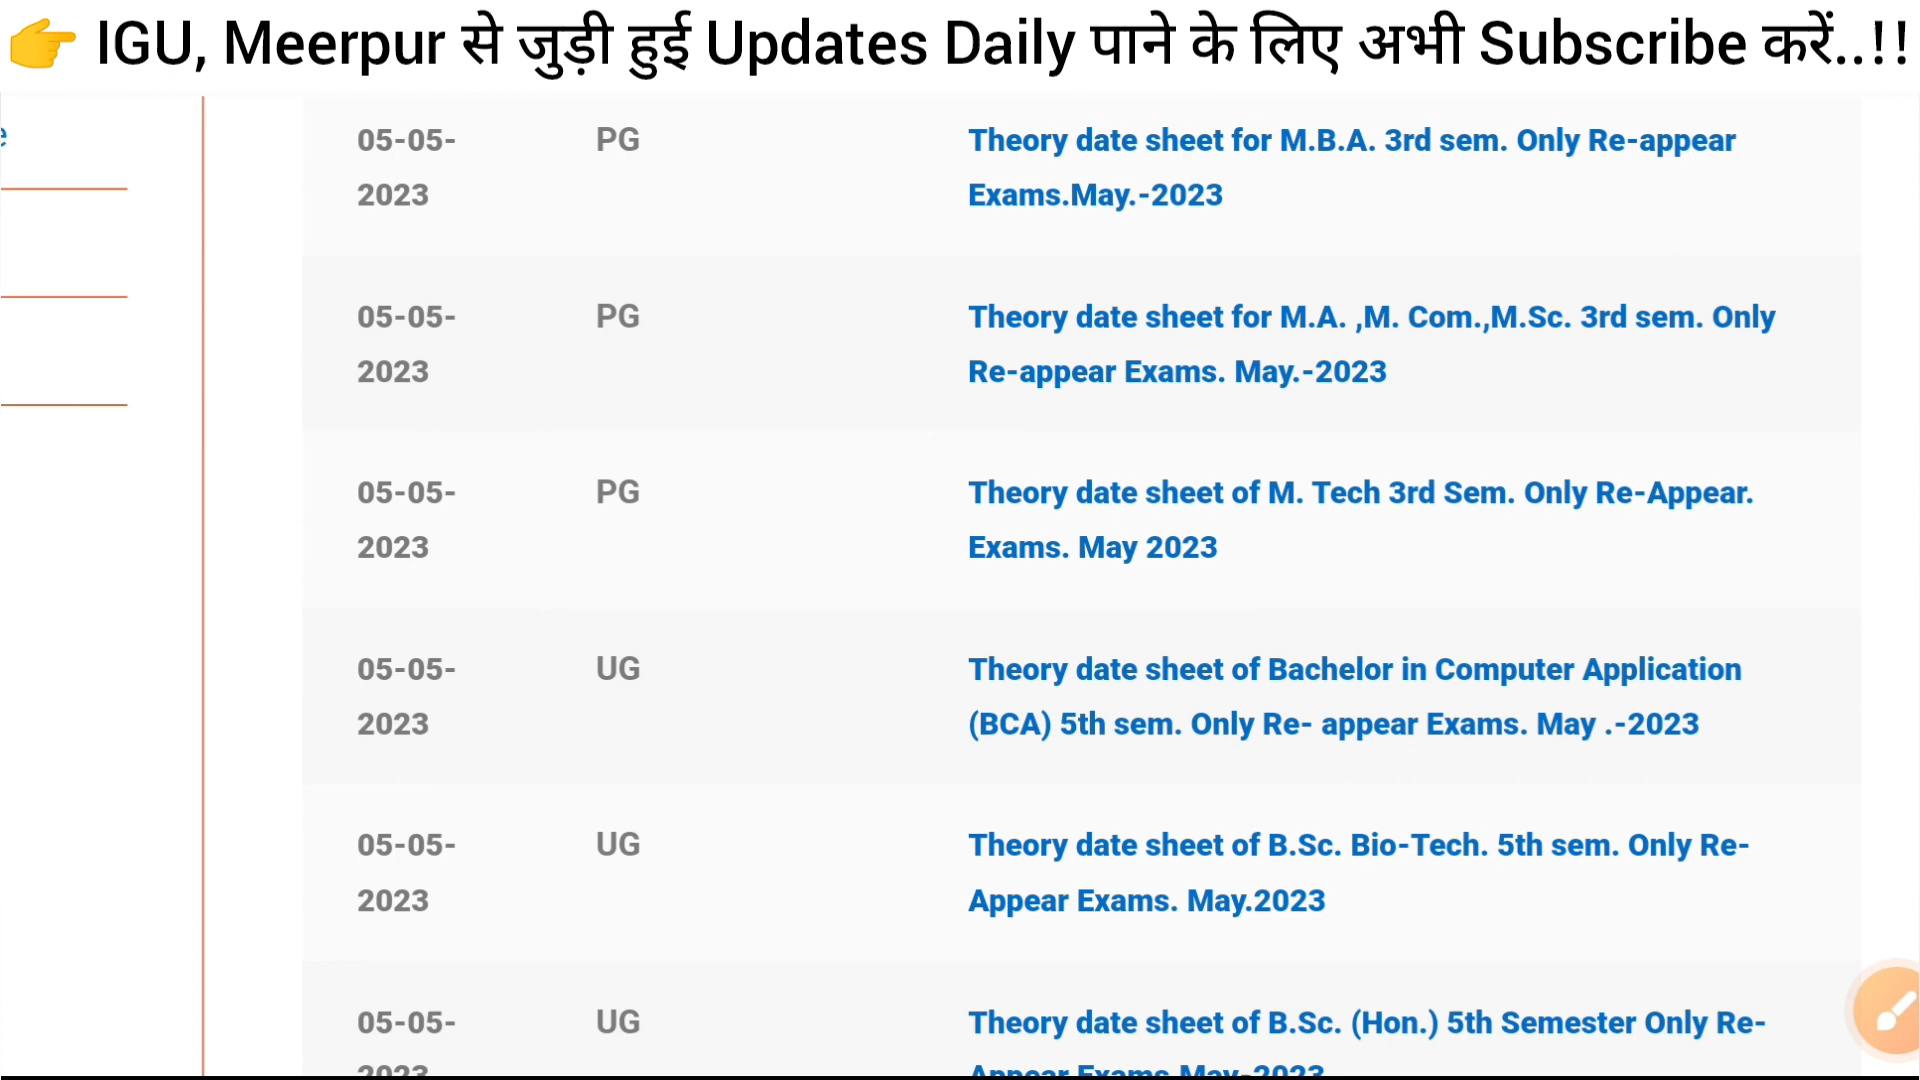 👉 IGU, Meerpur से जुड़ी हुई Updates Daily पाने के लिए अभी Subscribe करें..!!
05-05- PG Theory date sheet for M.B.A. 3rd sem. Only Re-appear
2023 Exams.May.-2023
05-05- PG Theory date sheet for M.A. ,M. Com.,M.Sc. 3rd sem. Only
2023 Re-appear Exams. May.-2023
05-05- PG Theory date sheet of M. Tech 3rd Sem. Only Re-Appear.
2023 Exams. May 2023
05-05- UG Theory date sheet of Bachelor in Computer Application
2023 (BCA) 5th sem. Only Re- appear Exams. May .-2023
05-05- UG Theory date sheet of B.Sc. Bio-Tech. 5th sem. Only Re-
2023 Appear Exams. May.2023
05-05- UG Theory date sheet of B.Sc. (Hon.) 5th Semester Only Re-
2023 Appear Exams.May-2023